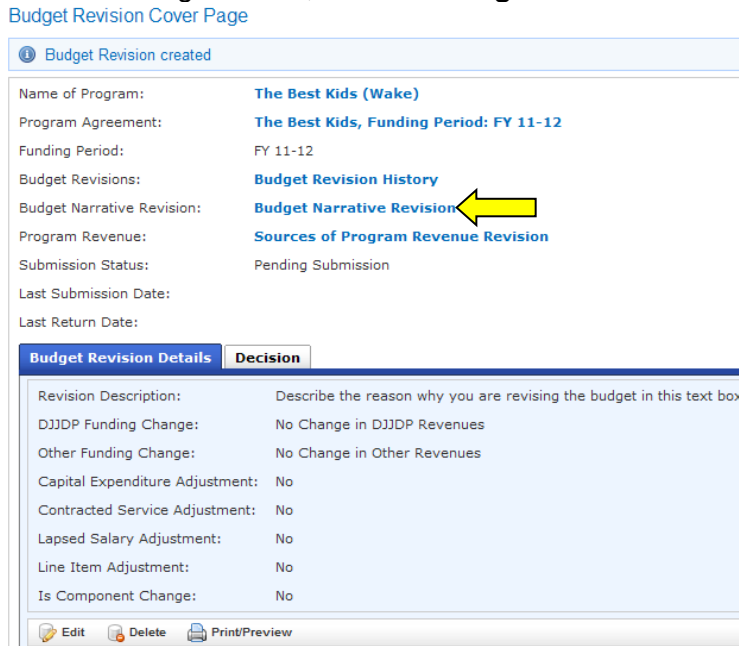 Budget Revision Cover Page
Budget Revision created
Name of Program: The Best Kids (Wake)
Program Agreement: The Best Kids, Funding Period: FY 11-12
Funding Period: FY 11-12
Budget Revisions: Budget Revision History
Budget Narrative Revision: Budget Narrative Revision
Program Revenue: Sources of Program Revenue Revision
Submission Status: Pending Submission
Last Submission Date:
Last Return Date:
Budget Revision Details Decision
Revision Description: Describe the reason why you are revising the budget in this text box
DJJDP Funding Change: No Change in DJJDP Revenues
Other Funding Change: No Change in Other Revenues
Capital Expenditure Adjustment: No
Contracted Service Adjustment: No
Lapsed Salary Adjustment: No
Line Item Adjustment: No
Is Component Change: No
Edit Delete Print/Preview